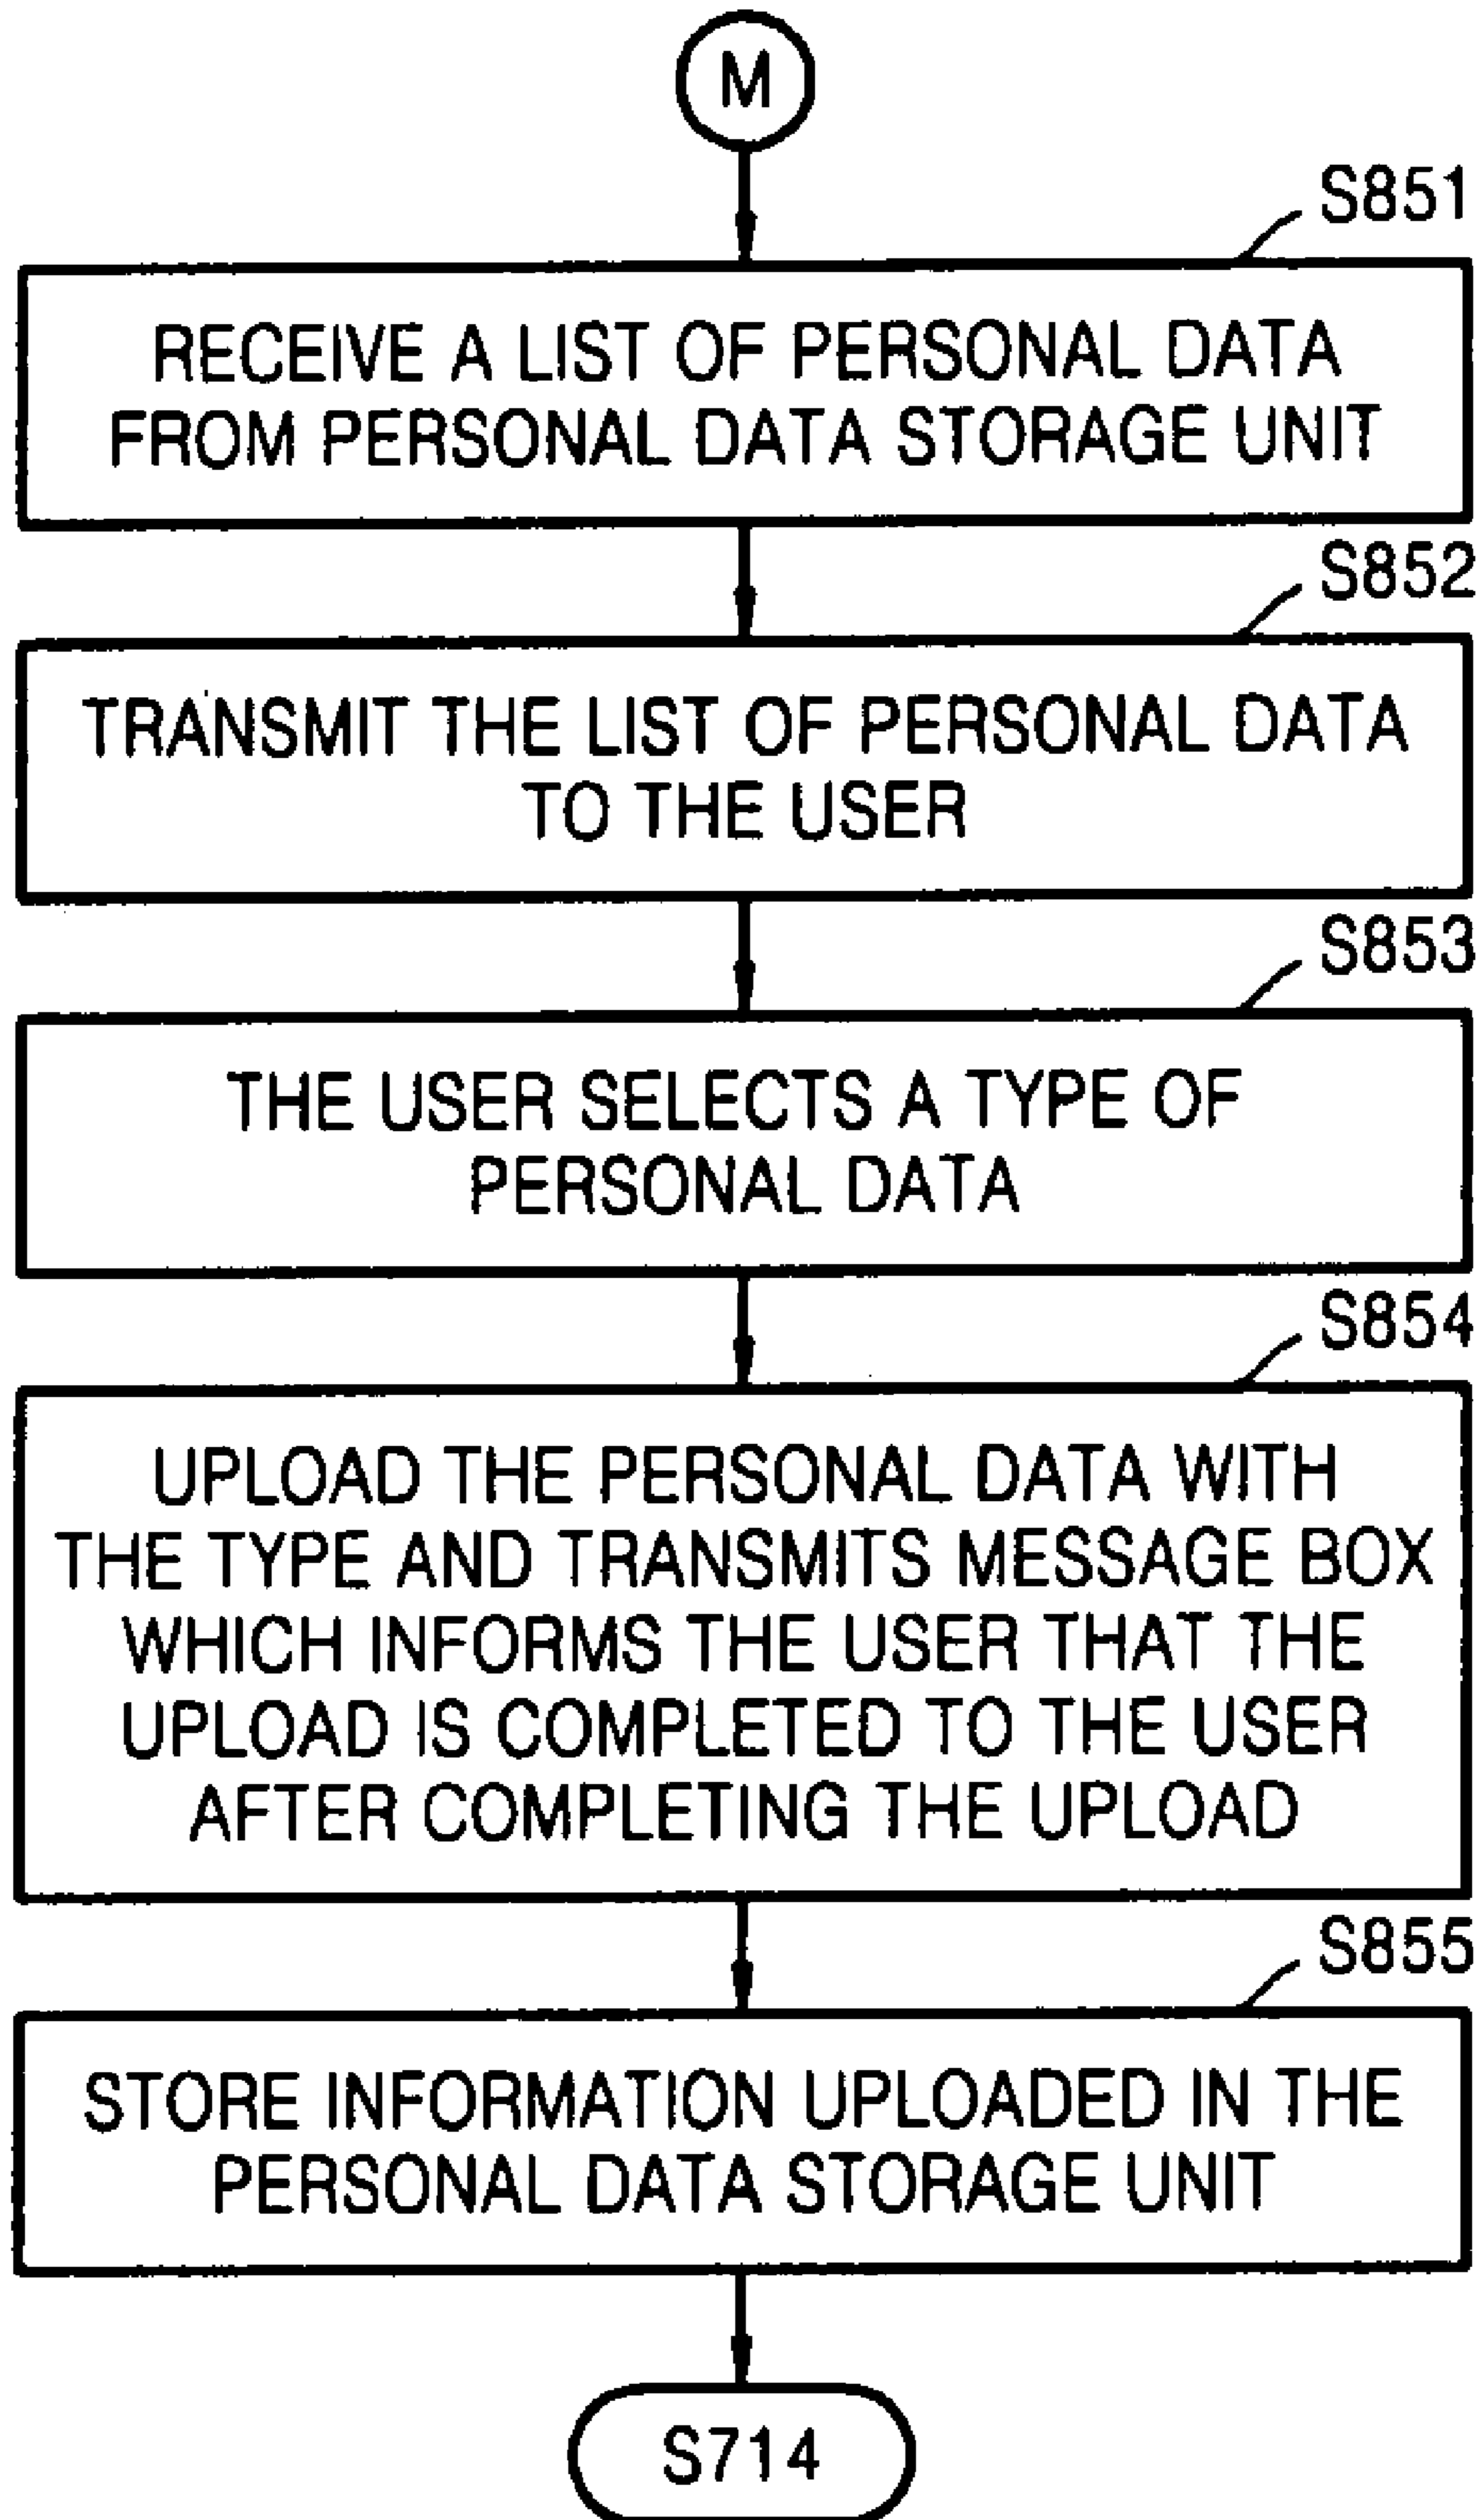 M
S851
RECEIVE A LIST OF PERSONAL DATA
FROM PERSONAL DATA STORAGE UNIT
S852
TRANSMIT THE LIST OF PERSONAL DATA
TO THE USER
S853
THE USER SELECTS A TYPE OF
PERSONAL DATA
S854
UPLOAD THE PERSONAL DATA WITH
THE TYPE AND TRANSMITS MESSAGE BOX
WHICH INFORMS THE USER THAT THE
UPLOAD IS COMPLETED TO THE USER
AFTER COMPLETING THE UPLOAD
S855
STORE INFORMATION UPLOADED IN THE
PERSONAL DATA STORAGE UNIT
S714